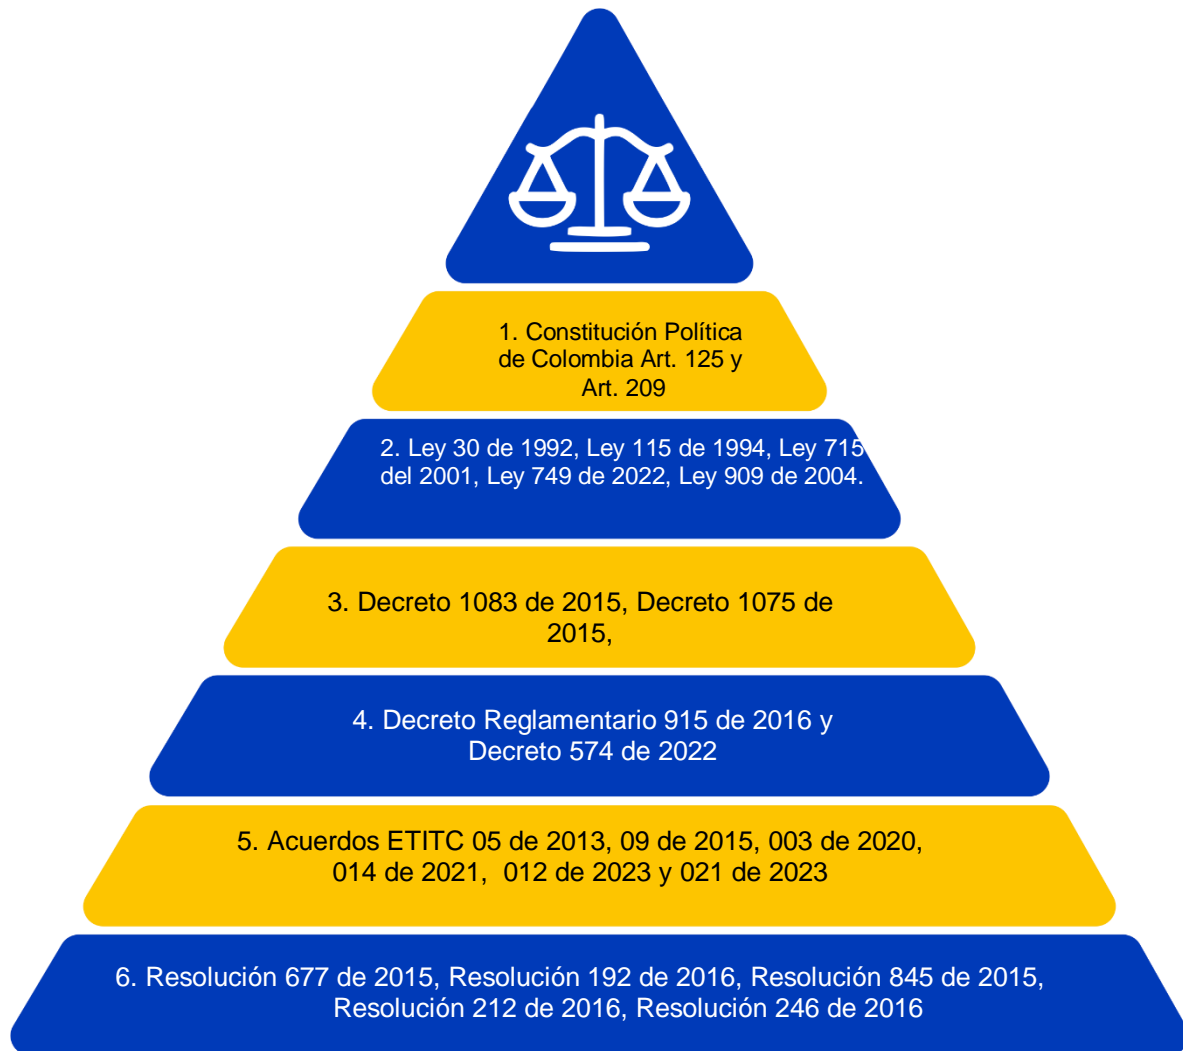 1. Constitución Política
de Colombia Art. 125 y
Art. 209
2. Ley 30 de 1992, Ley 115 de 1994, Ley 715
del 2001, Ley 749 de 2022, Ley 909 de 2004.
3. Decreto 1083 de 2015, Decreto 1075 de
2015,
4. Decreto Reglamentario 915 de 2016 y
Decreto 574 de 2022
5. Acuerdos ETITC 05 de 2013, 09 de 2015, 003 de 2020,
014 de 2021, 012 de 2023 y 021 de 2023
6. Resolución 677 de 2015, Resolución 192 de 2016, Resolución 845 de 2015,
Resolución 212 de 2016, Resolución 246 de 2016